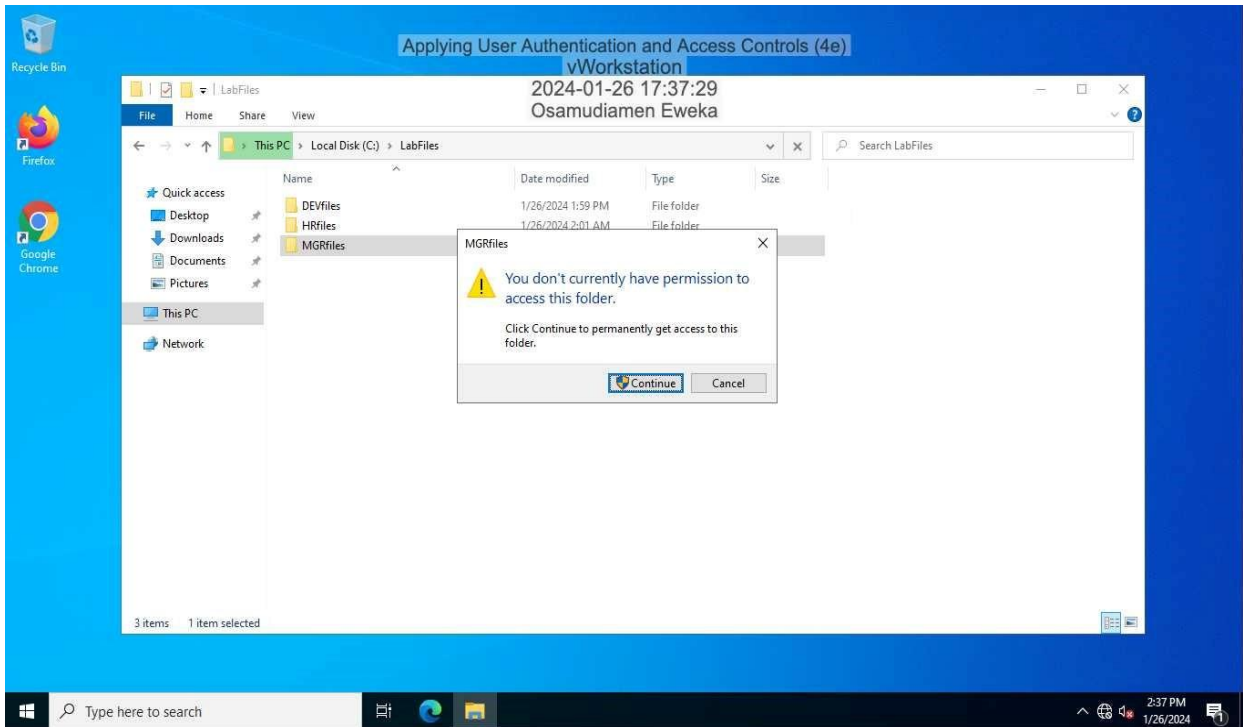 Recycle Bin
Firefox
Google
Chrome
Applying User Authentication and Access Controls (4e)
vWorkstation
2024-01-26 17:37:29
Osamudiamen Eweka
LabFiles
File Home Share View
This PC > Local Disk (C:) > LabFiles
Search LabFiles
Quick access
Desktop
Downloads
Documents
Pictures
This PC
Network
Name Date modified Type Size
DEVfiles 1/26/2024 1:59 PM File folder
HRfiles 1/26/2024 2:01 AM File folder
MGRfiles
MGRfiles
You don't currently have permission to
access this folder.
Click Continue to permanently get access to this
folder.
Continue Cancel
3 items 1 item selected
Type here to search
2:37 PM
1/26/2024